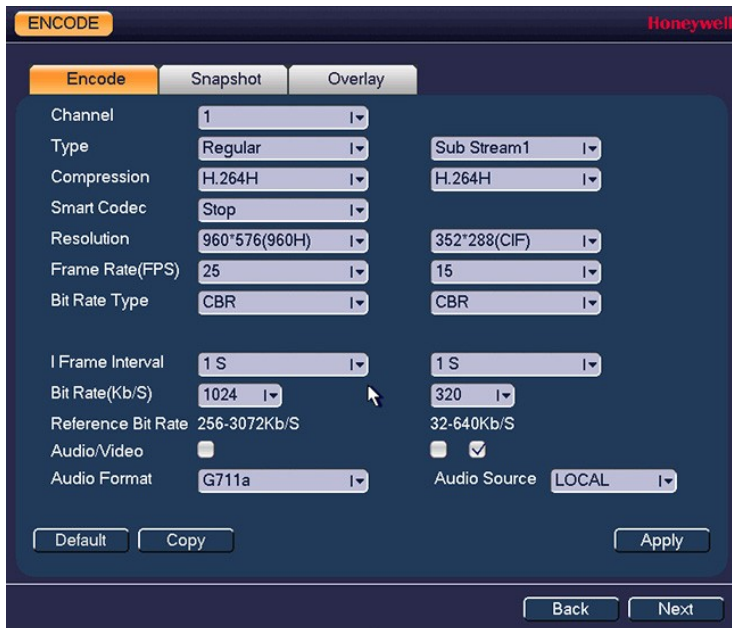 ENCODE Honeywell
Encode Snapshot Overlay
Channel 1
Type Regular Sub Stream1
Compression H.264H H.264H
Smart Codec Stop
Resolution 960*576(960H) 352*288(CIF)
Frame Rate(FPS) 25 15
Bit Rate Type CBR CBR
I Frame Interval 1 S 1 S
Bit Rate(Kb/S) 1024 320
Reference Bit Rate 256-3072Kb/S 32-640Kb/S
Audio/Video
Audio Format G711a Audio Source LOCAL
Default Copy Apply
Back Next